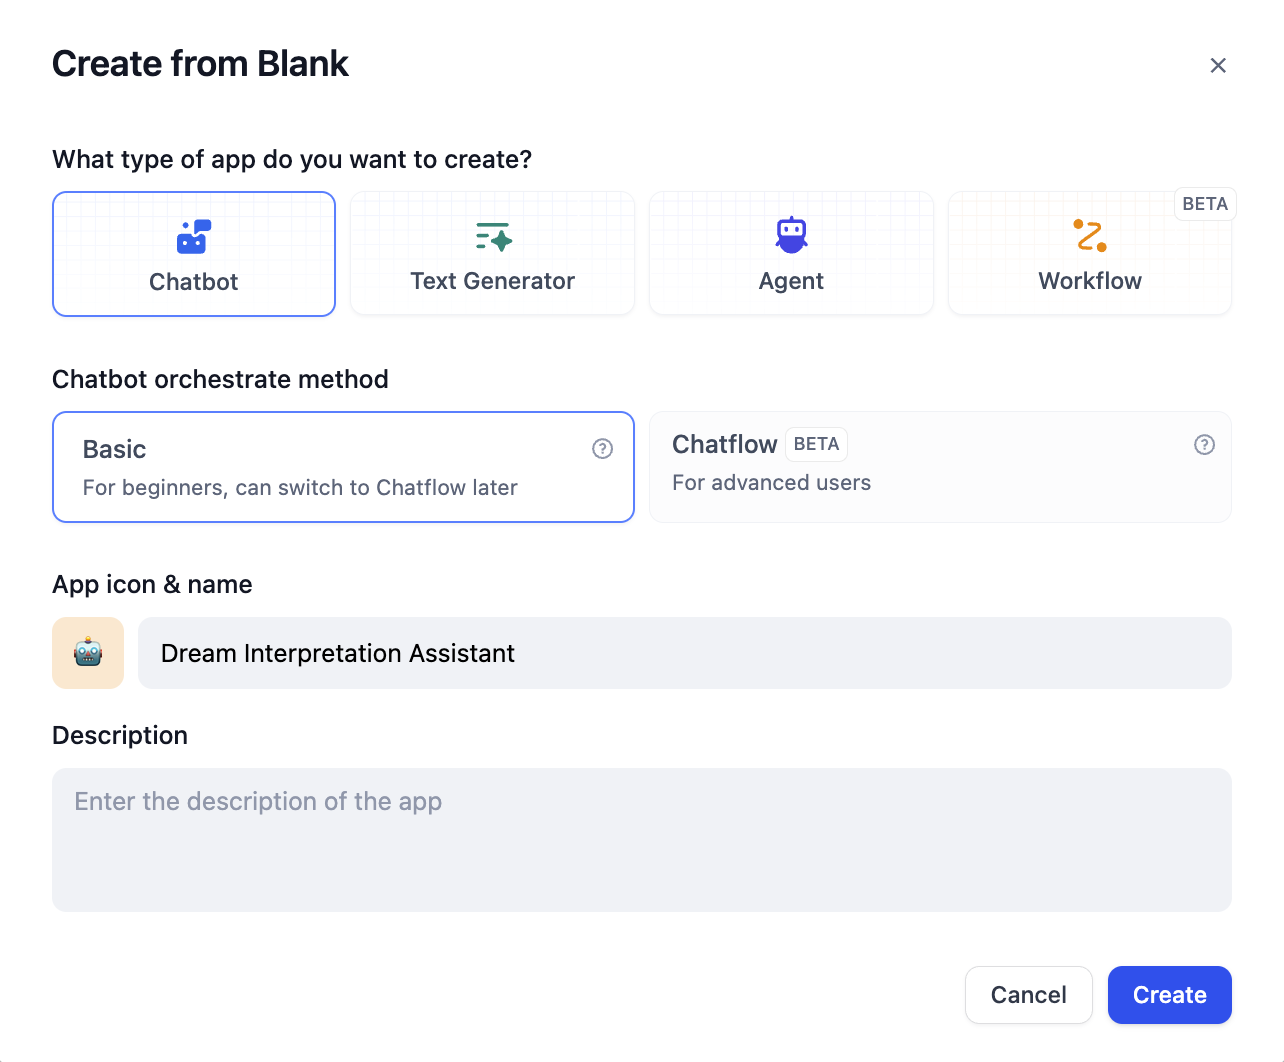 Create from Blank
What type of app do you want to create?
BETA
Chatbot
Text Generator
Agent
Workflow
Chatbot orchestrate method
Basic
For beginners, can switch to Chatflow later
Chatflow BETA
For advanced users
App icon & name
Dream Interpretation Assistant
Description
Enter the description of the app
Cancel
Create